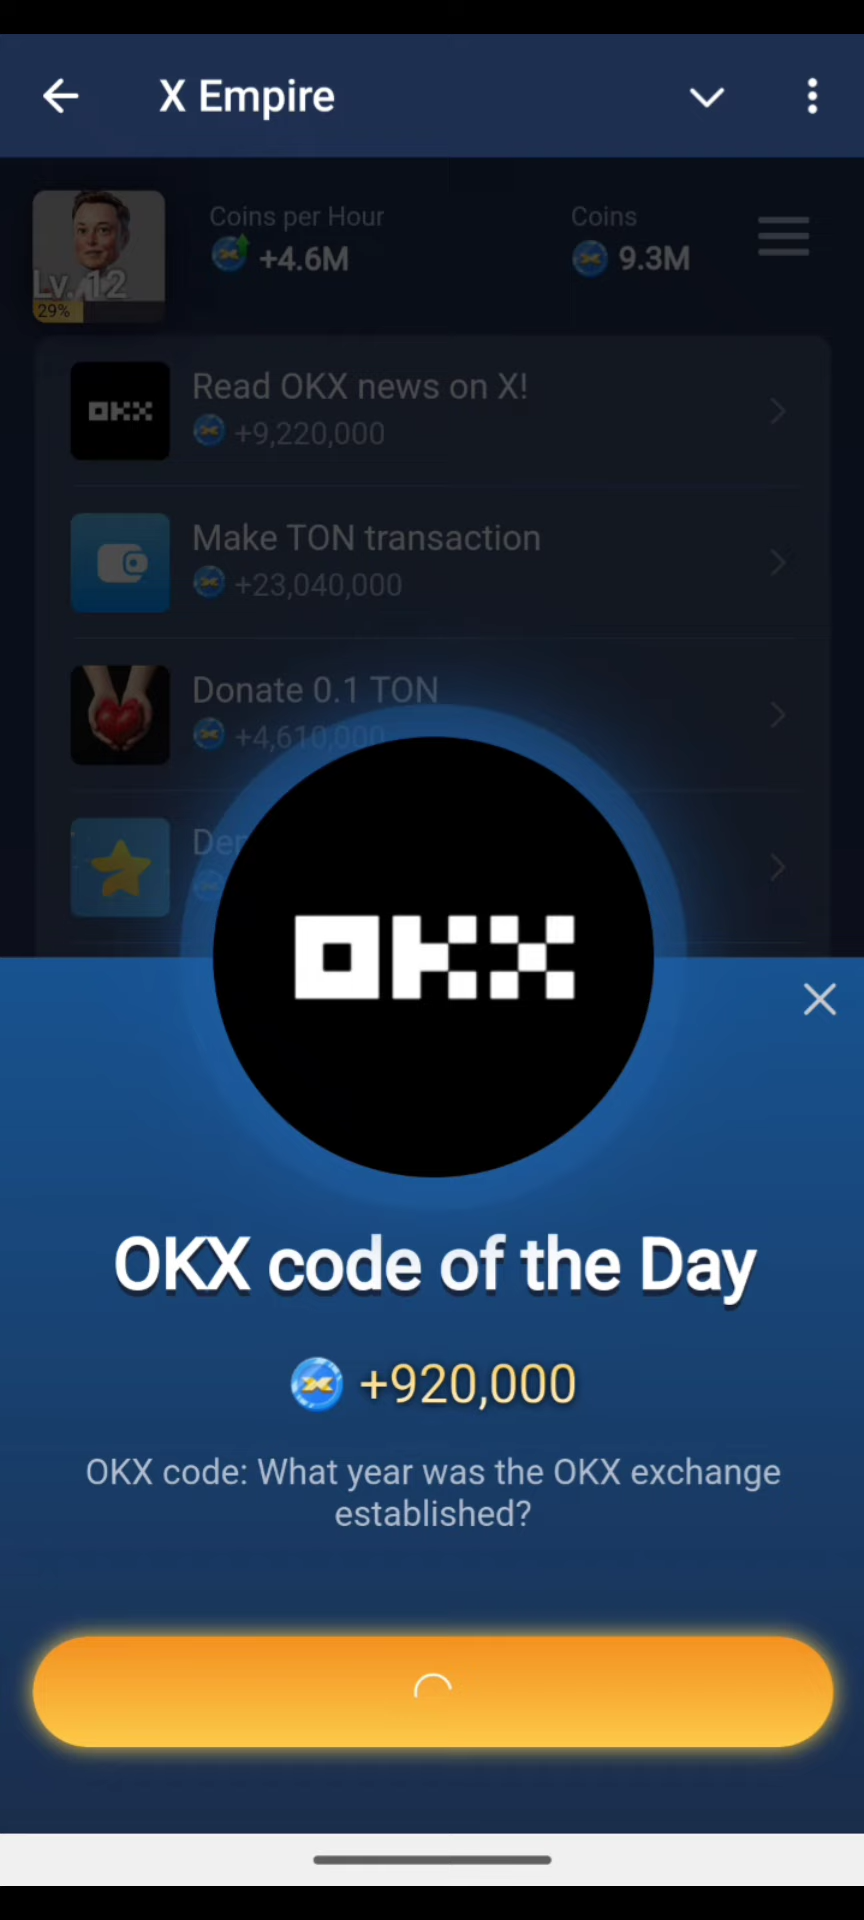 X Empire
Coins per Hour
+4.6M
Coins
9.3M
Lv. 12
29%
OKX
Read OKX news on X!
+9,220,000
Make TON transaction
+23,040,000
Donate 0.1 TON
+4,610,000
OKX
OKX code of the Day
+920,000
OKX code: What year was the OKX exchange
established?